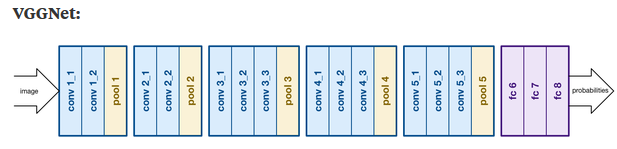 VGGNet:
image
conv 1_1
conv 1_2
pool 1
conv 2_1
conv 2_2
pool 2
conv 3_1
conv 3_2
conv 3_3
pool 3
conv 4_1
conv 4_2
conv 4_3
pool 4
conv 5_1
conv 5_2
conv 5_3
pool 5
fc 6
fc 7
fc 8
probabilities